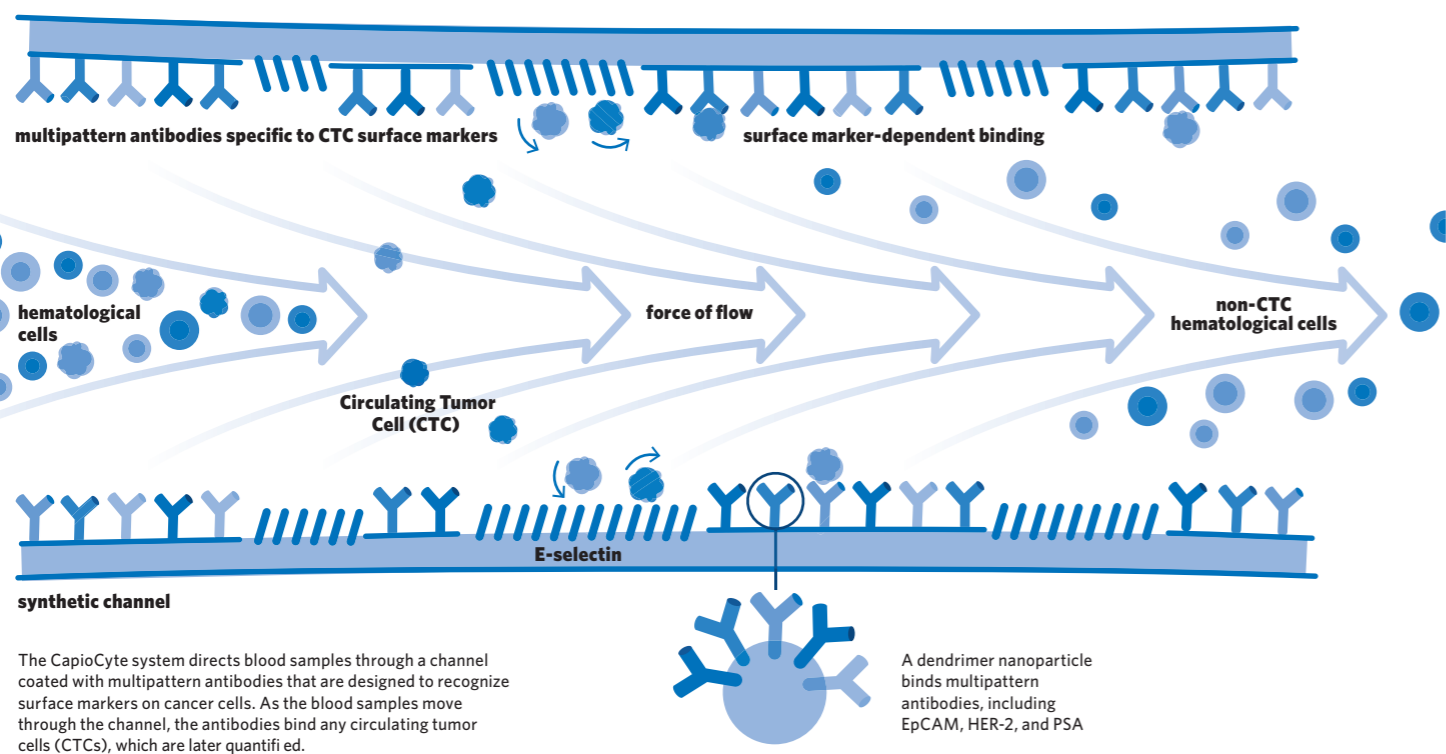 multipattern antibodies specific to CTC surface markers
surface marker-dependent binding
hematological
cells
force of flow
non-CTC
hematological cells
Circulating Tumor
Cell (CTC)
E-selectin
synthetic channel
The CapioCyte system directs blood samples through a channel
coated with multipattern antibodies that are designed to recognize
surface markers on cancer cells. As the blood samples move
through the channel, the antibodies bind any circulating tumor
cells (CTCs), which are later quantifi ed.
A dendrimer nanoparticle
binds multipattern
antibodies, including
EpCAM, HER-2, and PSA